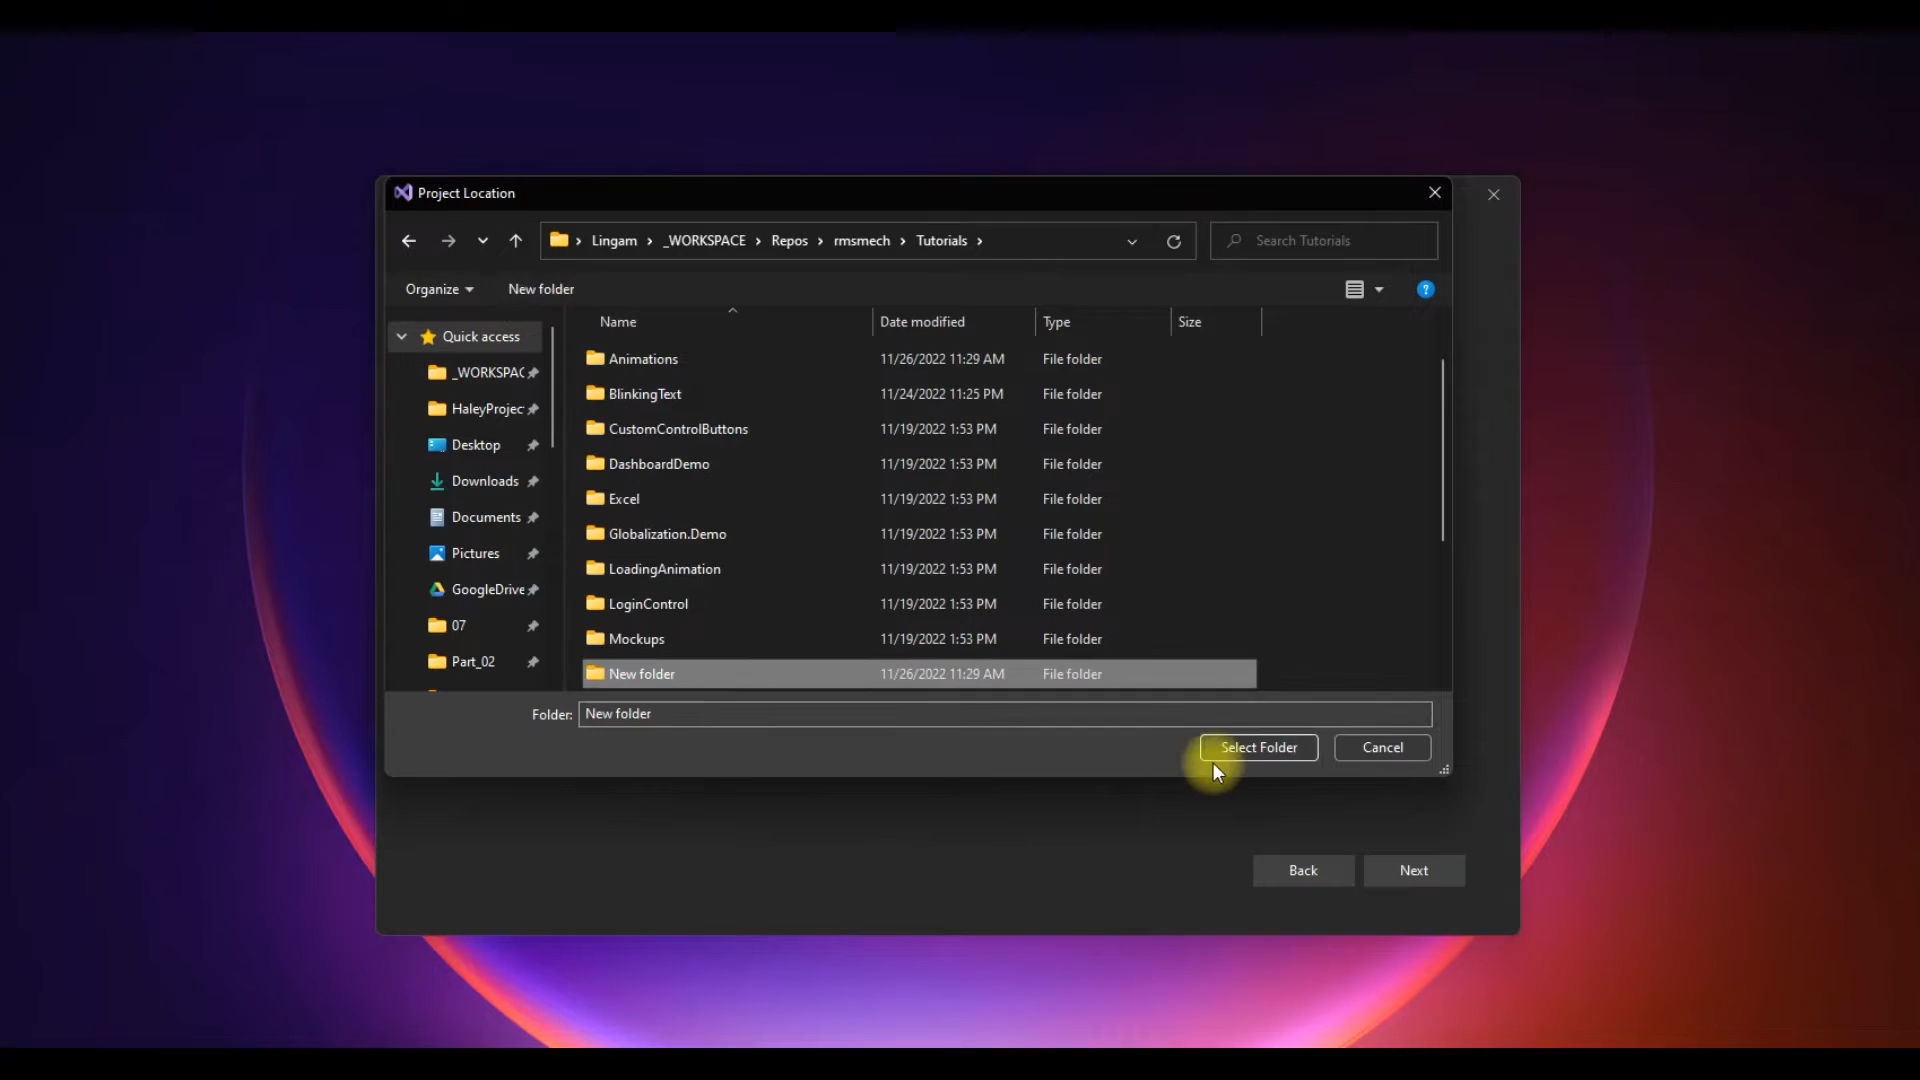 Project Location
Lingam > _WORKSPACE > Repos > rmsmech > Tutorials >
Search Tutorials
Organize
New folder
Name
Date modified
Type
Size
Quick access
_WORKSPAC
HaleyProjec
Desktop
Downloads
Documents
Pictures
GoogleDrive
07
Part_02
Animations 11/26/2022 11:29 AM File folder
BlinkingText 11/24/2022 11:25 PM File folder
CustomControlButtons 11/19/2022 1:53 PM File folder
DashboardDemo 11/19/2022 1:53 PM File folder
Excel 11/19/2022 1:53 PM File folder
Globalization.Demo 11/19/2022 1:53 PM File folder
LoadingAnimation 11/19/2022 1:53 PM File folder
LoginControl 11/19/2022 1:53 PM File folder
Mockups 11/19/2022 1:53 PM File folder
New folder 11/26/2022 11:29 AM File folder
Folder: New folder
Select Folder
Cancel
Back
Next